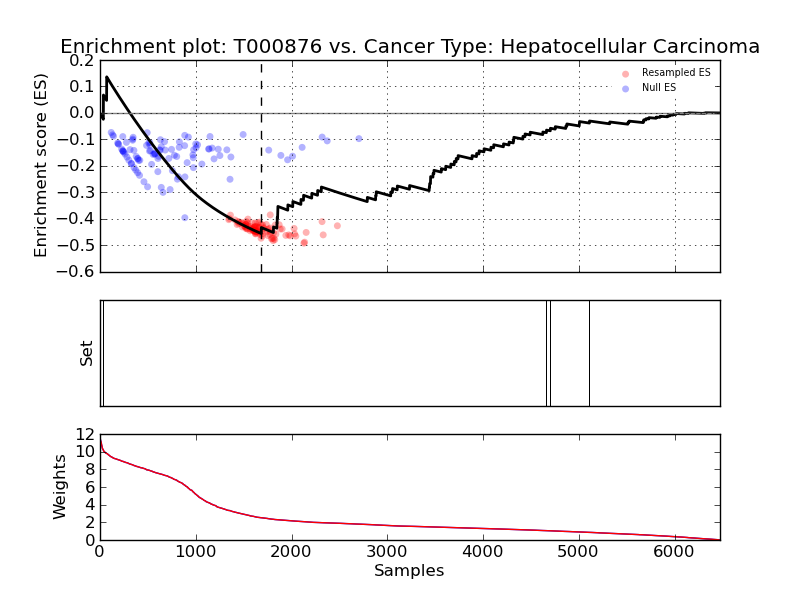 Enrichment plot: T000876 vs. Cancer Type: Hepatocellular Carcinoma
Enrichment score (ES)
0.2
0.1
0.0
−0.1
−0.2
−0.3
−0.4
−0.5
−0.6
Resampled ES
Null ES
Set
Weights
12
10
8
6
4
2
0
0 1000 2000 3000 4000 5000 6000
Samples